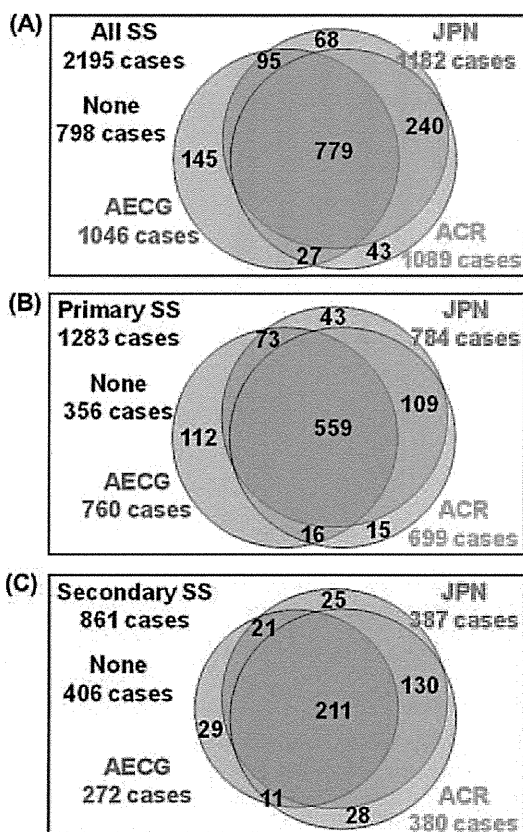 (A)
All SS
2195 cases
JPN
1182 cases
68
95
None
798 cases
240
145
779
AECG
1046 cases
27
43
ACR
1089 cases
(B)
Primary SS
1283 cases
JPN
784 cases
43
73
None
356 cases
109
112
559
AECG
760 cases
16
15
ACR
699 cases
(C)
Secondary SS
861 cases
JPN
387 cases
25
21
None
406 cases
130
211
29
AECG
272 cases
11
28
ACR
380 cases